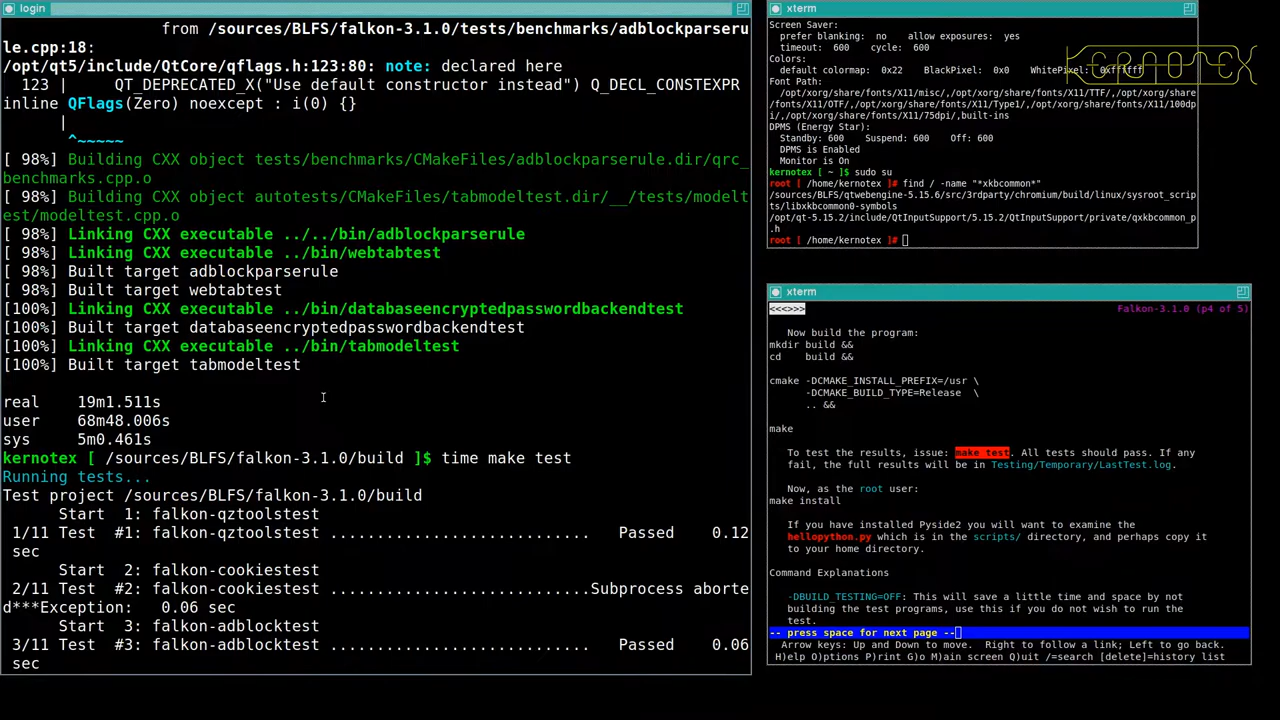 login
from /sources/BLFS/falkon-3.1.0/tests/benchmarks/adblockparseru
le.cpp:18:
/opt/qt5/include/QtCore/qflags.h:123:80: note: declared here
123 |     QT_DEPRECATED_X("Use default constructor instead") Q_DECL_CONSTEXPR
inline QFlags(Zero) noexcept : i(0) {}
|
^~~~~~
[ 98%] Building CXX object tests/benchmarks/CMakeFiles/adblockparserule.dir/qrc_
benchmarks.cpp.o
[ 98%] Building CXX object autotests/CMakeFiles/tabmodeltest.dir/__/tests/modelt
est/modeltest.cpp.o
[ 98%] Linking CXX executable ../../bin/adblockparserule
[ 98%] Linking CXX executable ../bin/webtabtest
[ 98%] Built target adblockparserule
[ 98%] Built target webtabtest
[100%] Linking CXX executable ../bin/databaseencryptedpasswordbackendtest
[100%] Built target databaseencryptedpasswordbackendtest
[100%] Linking CXX executable ../bin/tabmodeltest
[100%] Built target tabmodeltest
real    19m1.511s
user    68m48.006s
sys     5m0.461s
kernotex [ /sources/BLFS/falkon-3.1.0/build ]$ time make test
Running tests...
Test project /sources/BLFS/falkon-3.1.0/build
Start  1: falkon-qztoolstest
1/11 Test  #1: falkon-qztoolstest ............................   Passed    0.12
sec
Start  2: falkon-cookiestest
2/11 Test  #2: falkon-cookiestest ............................Subprocess aborte
d***Exception:   0.06 sec
Start  3: falkon-adblocktest
3/11 Test  #3: falkon-adblocktest ............................   Passed    0.06
sec
xterm
Screen Saver:
prefer blanking:  no    allow exposures:  yes
timeout:  600    cycle:  600
Colors:
default colormap: 0x22    BlackPixel: 0x0    WhitePixel: 0xffffff
Font Path:
/opt/xorg/share/fonts/X11/misc/,/opt/xorg/share/fonts/X11/TTF/,/opt/xorg/share
/fonts/X11/OTF/,/opt/xorg/share/fonts/X11/Type1/,/opt/xorg/share/fonts/X11/100dp
i/,/opt/xorg/share/fonts/X11/75dpi/,built-ins
DPMS (Energy Star):
Standby: 600    Suspend: 600    Off: 600
DPMS is Enabled
Monitor is On
kernotex [ ~ ]$ sudo su
root [ /home/kernotex ]# find / -name "*xkbcommon*"
/sources/BLFS/qtwebengine-5.15.6/src/3rdparty/chromium/build/linux/sysroot_scrip
ts/libxkbcommon0-symbols
/opt/qt-5.15.2/include/QtInputSupport/5.15.2/QtInputSupport/private/qxkbcommon_p
.h
root [ /home/kernotex ]#
KERNOTEX
xterm
<<<>>>    Falkon-3.1.0 (p4 of 5)
Now build the program:
mkdir build &&
cd    build &&
cmake -DCMAKE_INSTALL_PREFIX=/usr \
-DCMAKE_BUILD_TYPE=Release  \
.. &&
make
To test the results, issue: make test. All tests should pass. If any
fail, the full results will be in Testing/Temporary/LastTest.log.
Now, as the root user:
make install
If you have installed Pyside2 you will want to examine the
hellopython.py which is in the scripts/ directory, and perhaps copy it
to your home directory.
Command Explanations
-DBUILD_TESTING=OFF: This will save a little time and space by not
building the test programs, use this if you do not wish to run the
test.
-- press space for next page --
Arrow keys: Up and Down to move.  Right to follow a link; Left to go back.
H)elp O)ptions P)rint G)o M)ain screen Q)uit /=search [delete]=history list